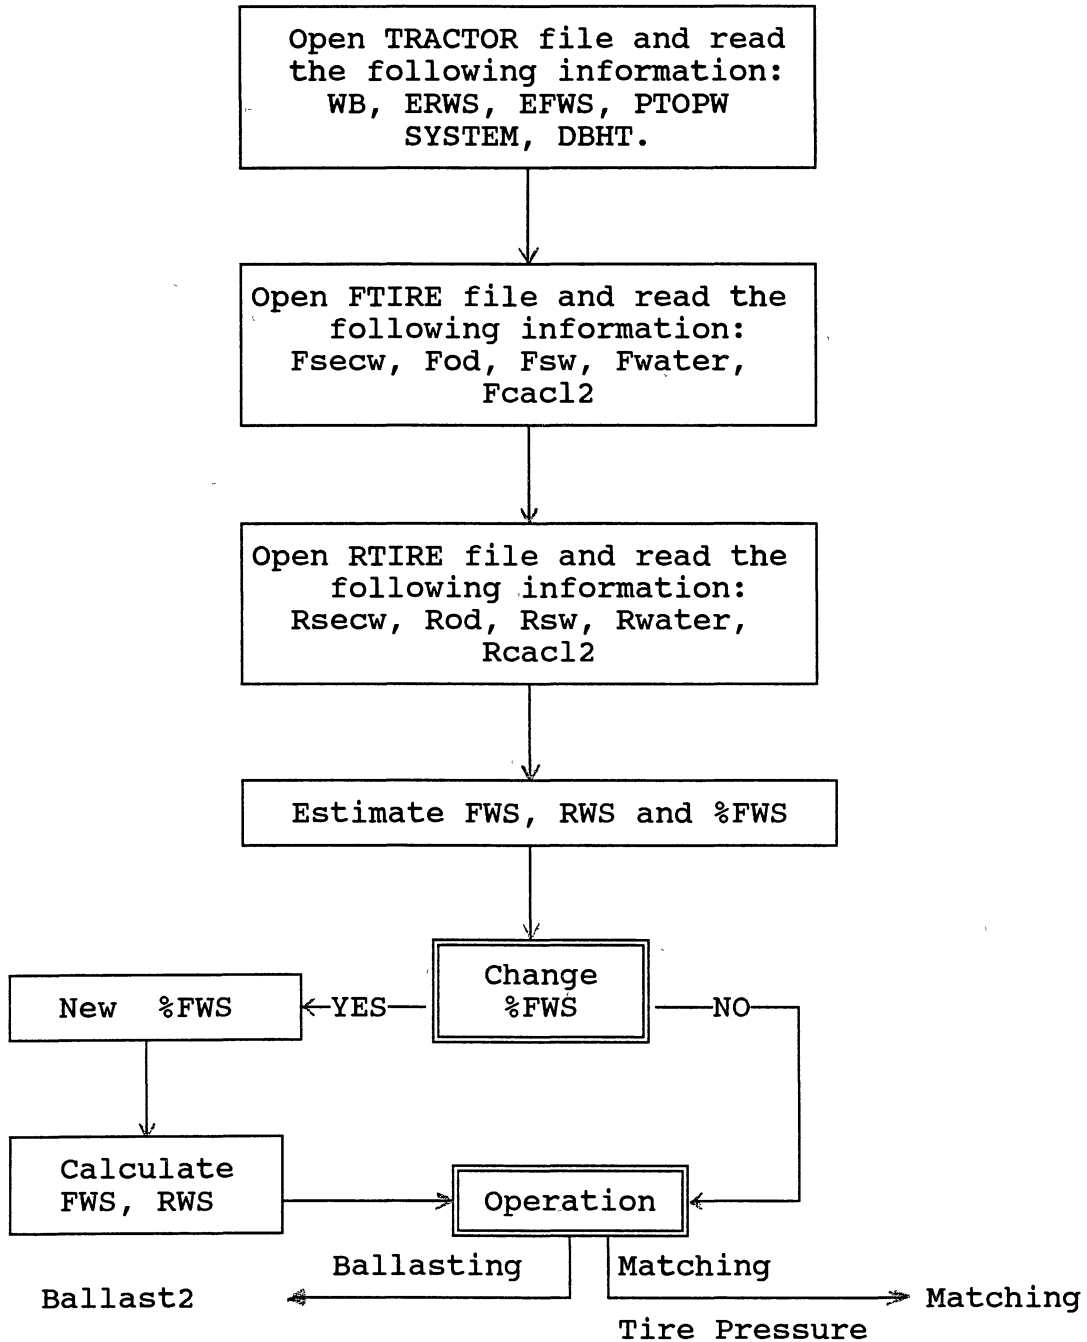 Open TRACTOR file and read
the following information:
WB, ERWS, EFWS, PTOPW
SYSTEM, DBHT.
Open FTIRE file and read the
following information:
Fsecw, Fod, Fsw, Fwater,
Fcacl2
Open RTIRE file and read the
following information:
Rsecw, Rod, Rsw, Rwater,
Rcacl2
Estimate FWS, RWS and %FWS
Change
%FWS
YES
NO
New %FWS
Calculate
FWS, RWS
Operation
Ballasting
Matching
Ballast2
Matching
Tire Pressure